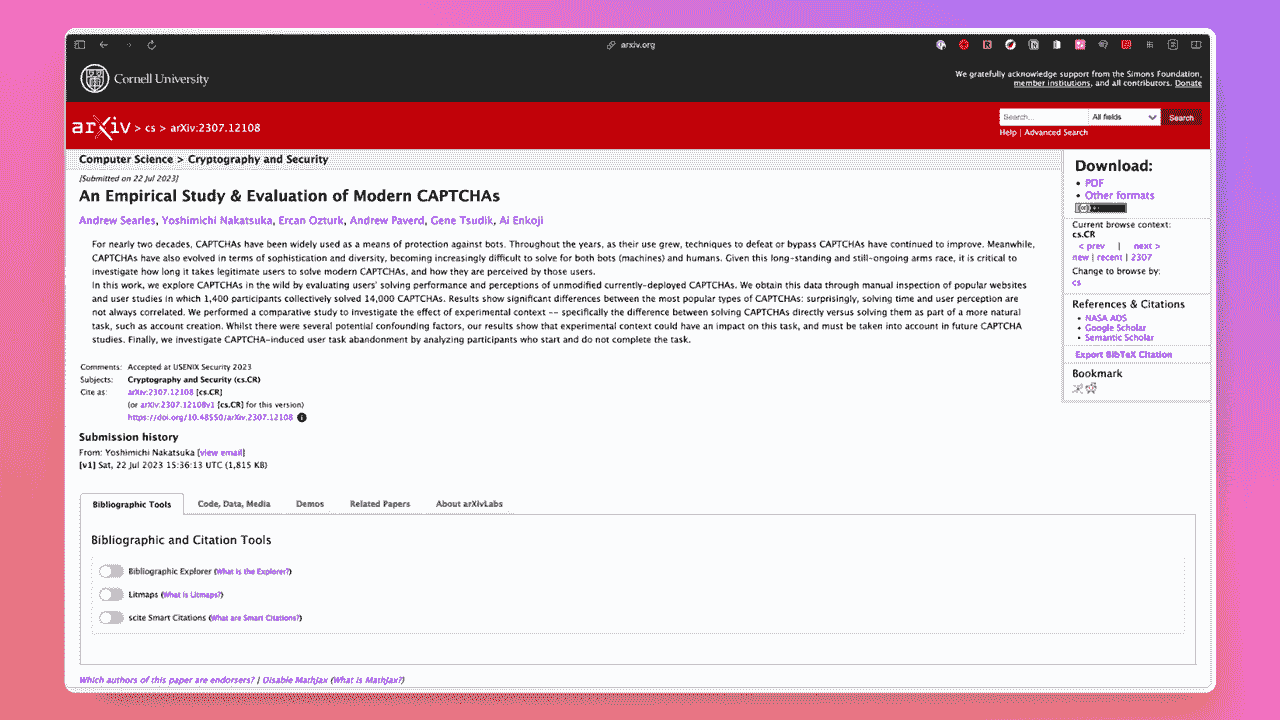 arxiv.org
Cornell University
We gratefully acknowledge support from the Simons Foundation,
member institutions, and all contributors. Donate
arXiv > cs > arXiv:2307.12108
Search...
All fields
Search
Help | Advanced Search
Computer Science > Cryptography and Security
[Submitted on 22 Jul 2023]
An Empirical Study & Evaluation of Modern CAPTCHAs
Andrew Searles, Yoshimichi Nakatsuka, Ercan Ozturk, Andrew Paverd, Gene Tsudik, Ai Enkoji
For nearly two decades, CAPTCHAs have been widely used as a means of protection against bots. Throughout the years, as their use grew, techniques to defeat or bypass CAPTCHAs have continued to improve. Meanwhile,
CAPTCHAs have also evolved in terms of sophistication and diversity, becoming increasingly difficult to solve for both bots (machines) and humans. Given this long-standing and still-ongoing arms race, it is critical to
investigate how long it takes legitimate users to solve modern CAPTCHAs, and how they are perceived by those users.
In this work, we explore CAPTCHAs in the wild by evaluating users' solving performance and perceptions of unmodified currently-deployed CAPTCHAs. We obtain this data through manual inspection of popular websites
and user studies in which 1,400 participants collectively solved 14,000 CAPTCHAs. Results show significant differences between the most popular types of CAPTCHAs: surprisingly, solving time and user perception are
not always correlated. We performed a comparative study to investigate the effect of experimental context -- specifically the difference between solving CAPTCHAs directly versus solving them as part of a more natural
task, such as account creation. Whilst there were several potential confounding factors, our results show that experimental context could have an impact on this task, and must be taken into account in future CAPTCHA
studies. Finally, we investigate CAPTCHA-induced user task abandonment by analyzing participants who start and do not complete the task.
Comments: Accepted at USENIX Security 2023
Subjects: Cryptography and Security (cs.CR)
Cite as: arXiv:2307.12108 [cs.CR]
(or arXiv:2307.12108v1 [cs.CR] for this version)
https://doi.org/10.48550/arXiv.2307.12108
Submission history
From: Yoshimichi Nakatsuka [view email]
[v1] Sat, 22 Jul 2023 15:36:13 UTC (1,815 KB)
Bibliographic Tools
Code, Data, Media
Demos
Related Papers
About arXivLabs
Bibliographic and Citation Tools
Bibliographic Explorer (What is the Explorer?)
Litmaps (What is Litmaps?)
scite Smart Citations (What are Smart Citations?)
Which authors of this paper are endorsers? | Disable MathJax (What is MathJax?)
Download:
PDF
Other formats
Current browse context:
cs.CR
< prev | next >
new | recent | 2307
Change to browse by:
cs
References & Citations
NASA ADS
Google Scholar
Semantic Scholar
Export BibTeX Citation
Bookmark